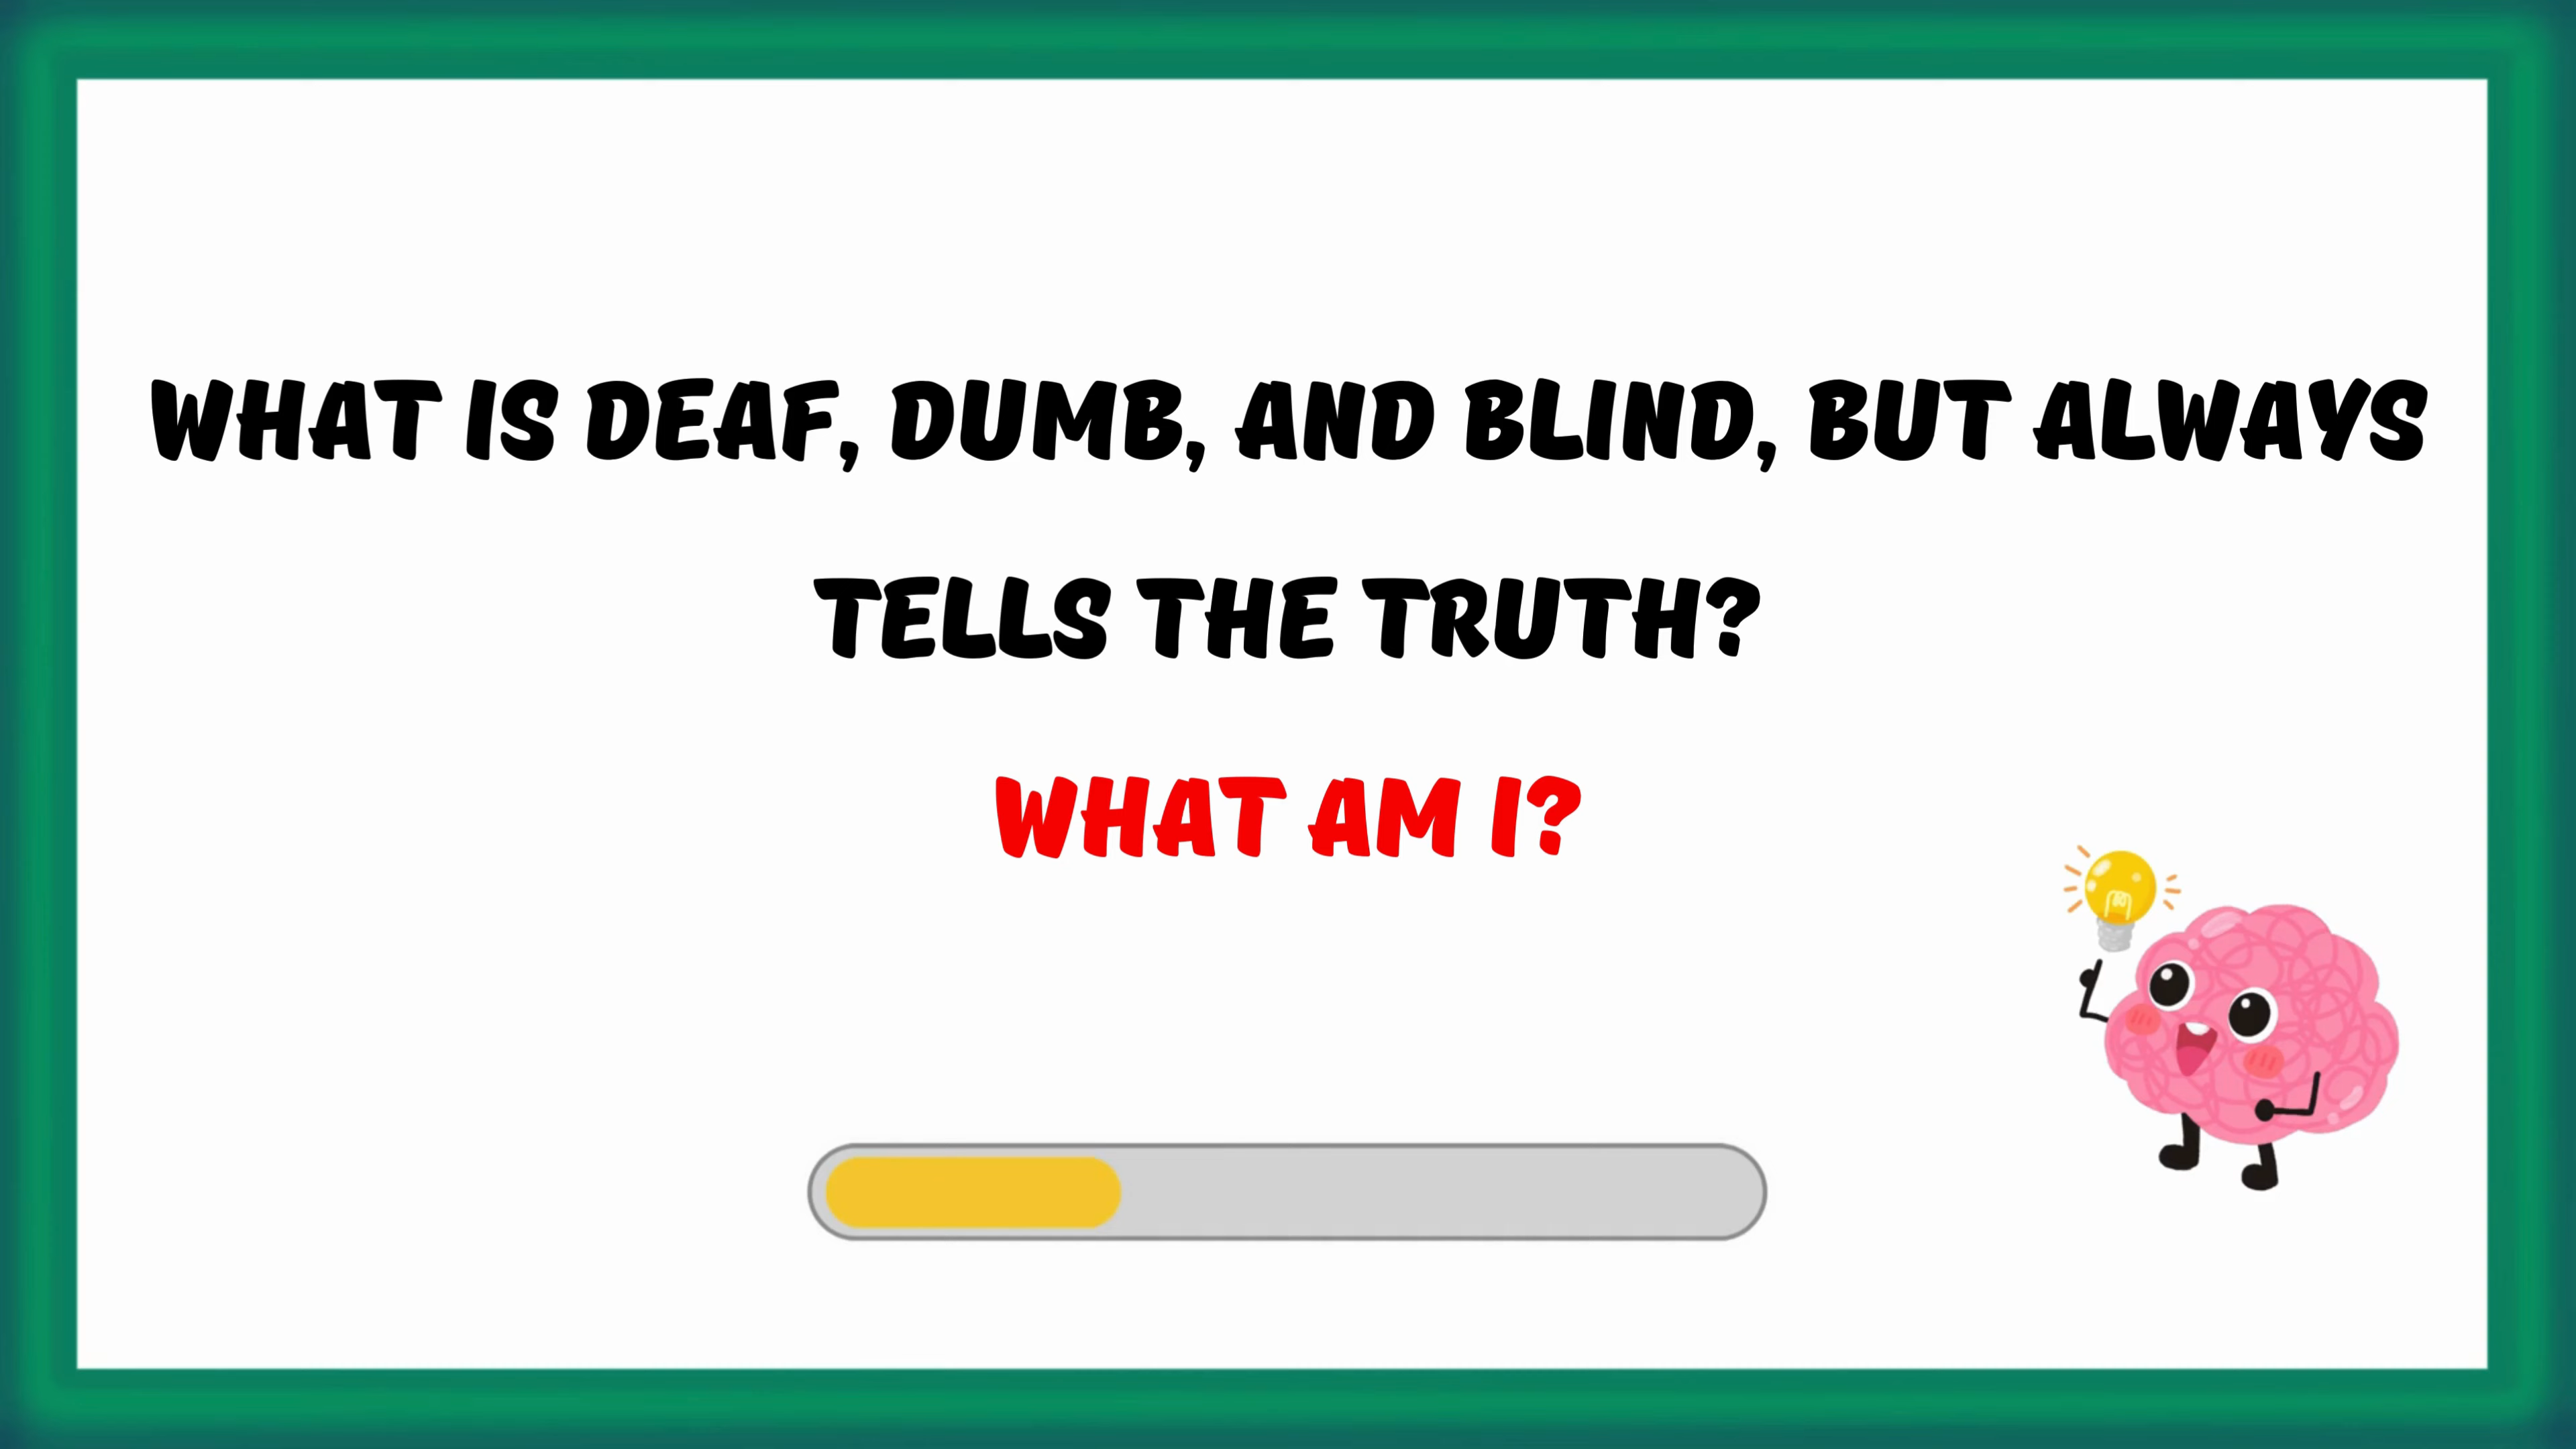 WHAT IS DEAF, DUMB, AND BLIND, BUT ALWAYS
TELLS THE TRUTH?
WHAT AM I?